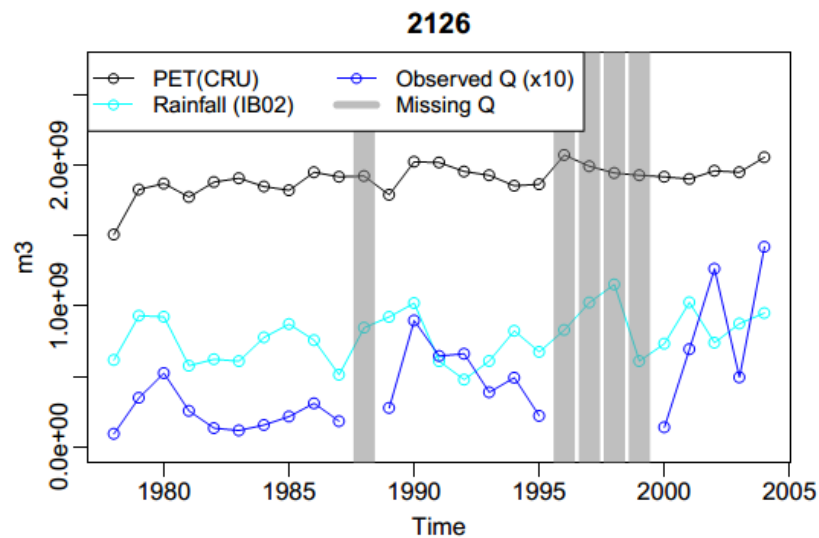 2126
PET(CRU)
Rainfall (IB02)
Observed Q (x10)
Missing Q
m3
2.0e+09
1.0e+09
0.0e+00
1980 1985 1990 1995 2000 2005
Time